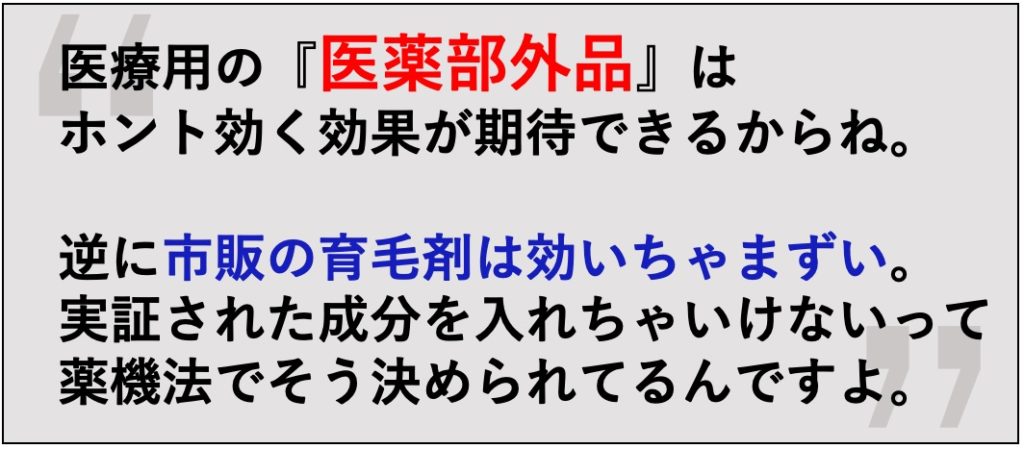 医療用の『医薬部外品』は
ホント効く効果が期待できるからね。
逆に市販の育毛剤は効いちゃまずい。
実証された成分を入れちゃいけないって
薬機法でそう決められてるんですよ。